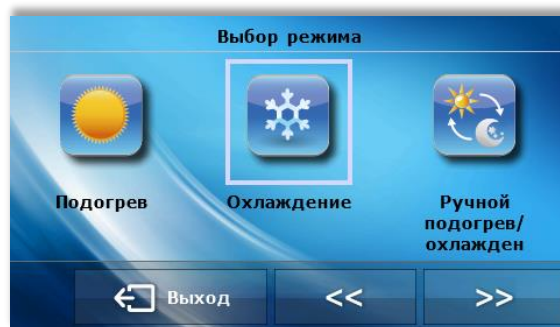 Выбор режима
Подогрев
Охлаждение
Ручной
подогрев/
охлажден
Выход
<<
>>